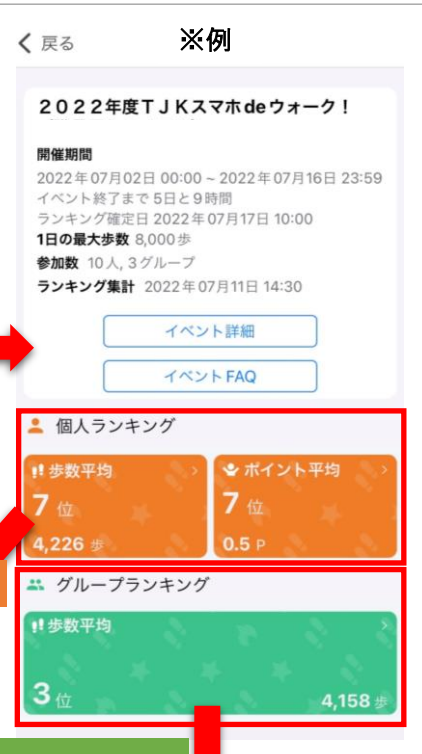 戻る
※例
２０２２年度ＴＪＫスマホdeウォーク！
開催期間
2022年07月02日 00:00 ~ 2022年07月16日 23:59
イベント終了まで 5日と9時間
ランキング確定日 2022年07月17日 10:00
1日の最大歩数 8,000歩
参加数 10人, 3グループ
ランキング集計 2022年07月11日 14:30
イベント詳細
イベント FAQ
個人ランキング
歩数平均
7 位
4,226 歩
ポイント平均
7 位
0.5 P
グループランキング
歩数平均
3 位
4,158 歩